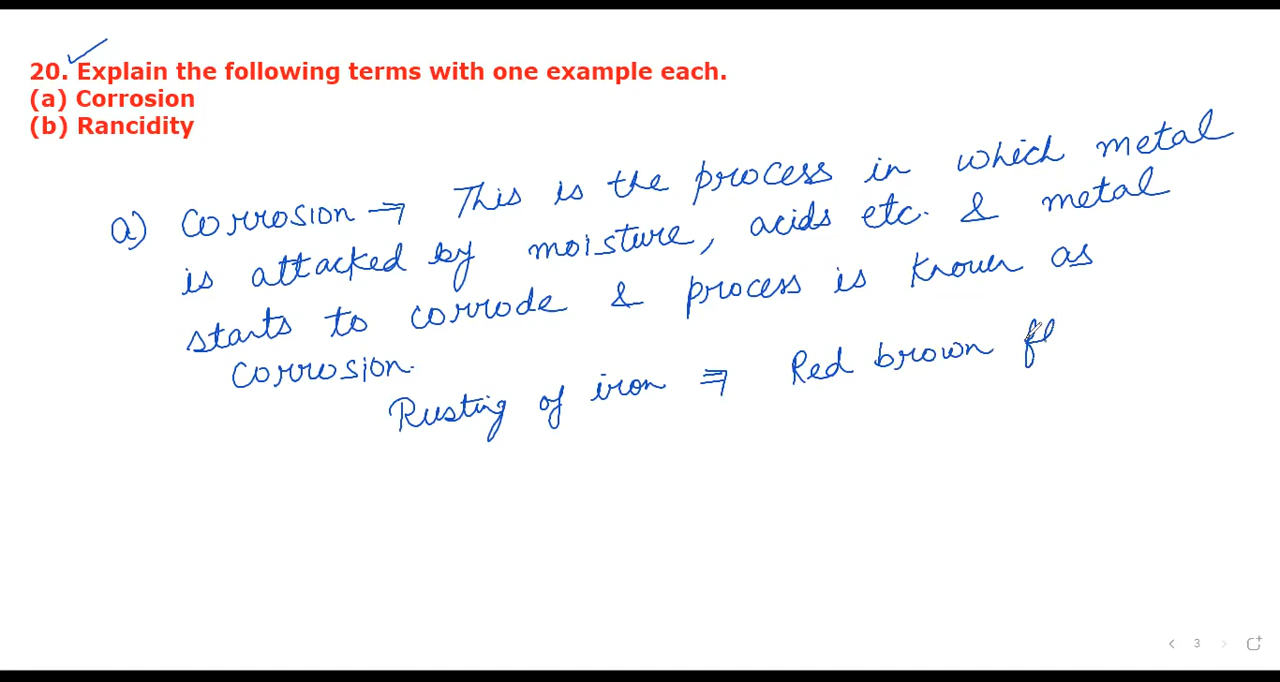 20. Explain the following terms with one example each.
(a) Corrosion
(b) Rancidity
a) Corrosion → This is the process in which metal
is attacked by moisture, acids etc. & metal
starts to corrode & process is known as
corrosion.
Rusting of iron ⇒ Red brown fl
3